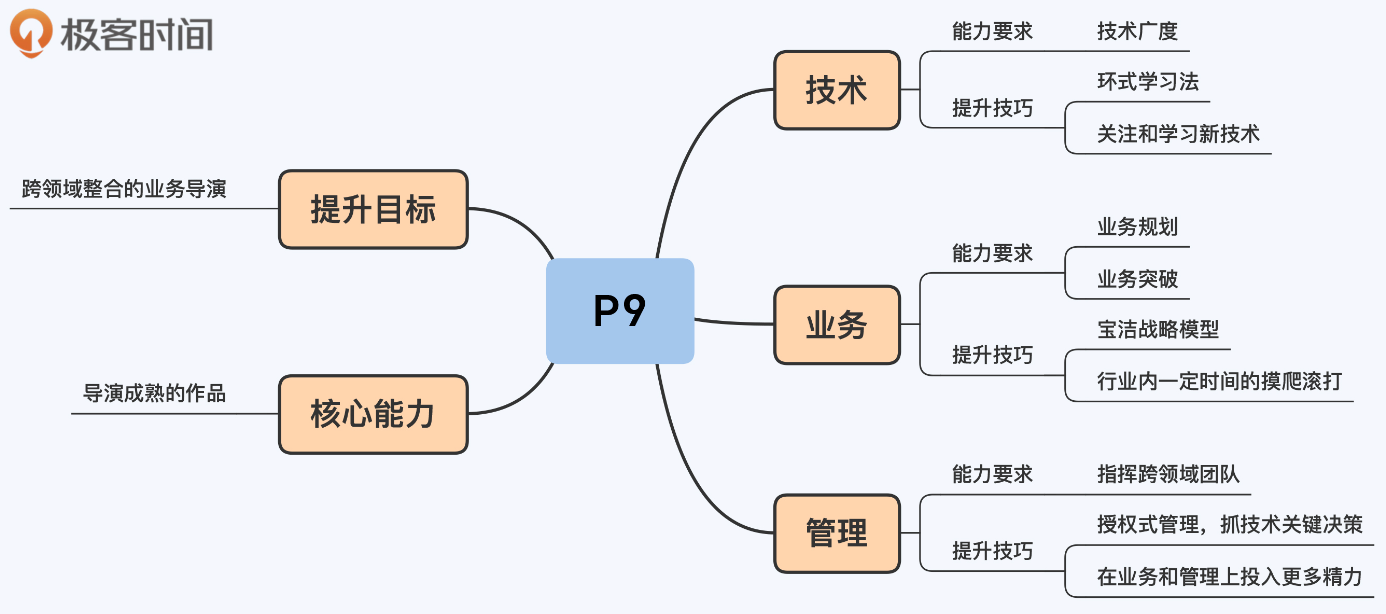 极客时间
P9
提升目标
跨领域整合的业务导演
核心能力
导演成熟的作品
技术
能力要求
技术广度
提升技巧
环式学习法
关注和学习新技术
业务
能力要求
业务规划
业务突破
提升技巧
宝洁战略模型
行业内一定时间的摸爬滚打
管理
能力要求
指挥跨领域团队
提升技巧
授权式管理，抓技术关键决策
在业务和管理上投入更多精力